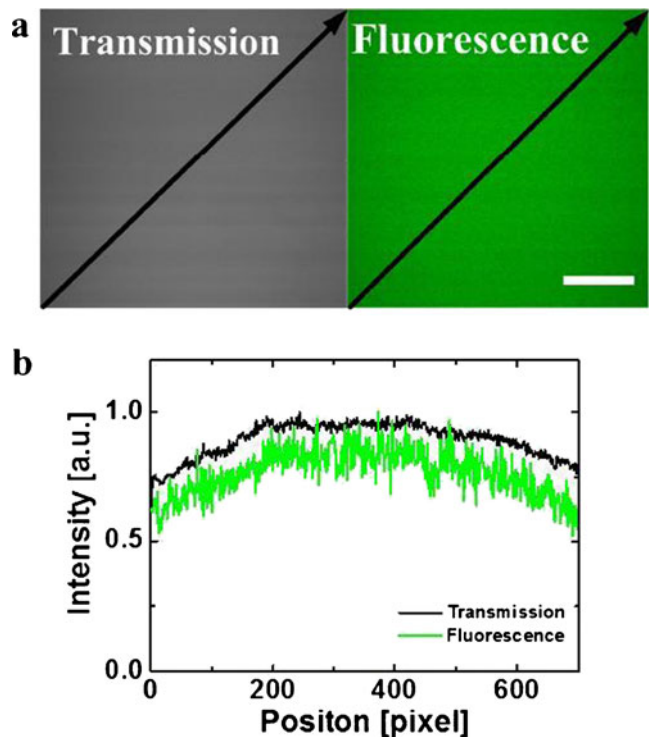 a
Transmission
Fluorescence
b
Intensity [a.u.]
1.0
0.5
0.0
Transmission
Fluorescence
0 200 400 600
Positon [pixel]